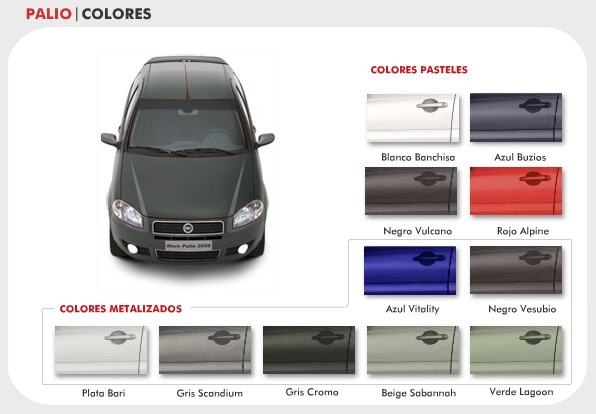 PALIO | COLORES
COLORES PASTELES
Blanco Banchisa
Azul Buzios
Negro Vulcano
Rojo Alpine
Novo Palio 2008
Azul Vitality
Negro Vesubio
COLORES METALIZADOS
Plata Bari
Gris Scandium
Gris Cromo
Beige Sabannah
Verde Lagoon